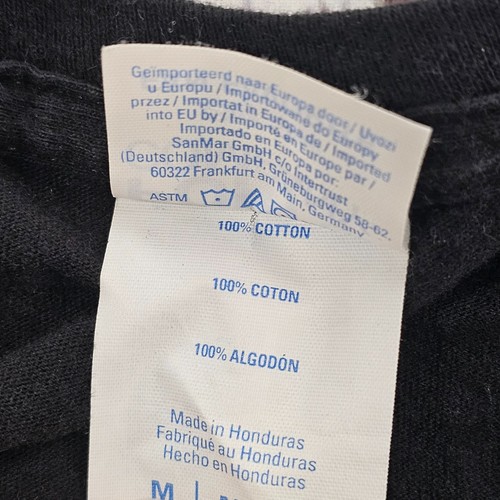 Geïmporteerd naar Europa door / Uvozi
u Europu / Importowane do Europy
przez / Importat in Europa de / Imported
into EU by / Importé en Europe par /
Importado en Europa por:
SanMar GmbH c/o Intertrust
(Deutschland) GmbH, Grüneburgweg 58-62,
60322 Frankfurt am Main, Germany
ASTM
100% COTTON
100% COTON
100% ALGODÓN
Made in Honduras
Fabriqué au Honduras
Hecho en Honduras
M